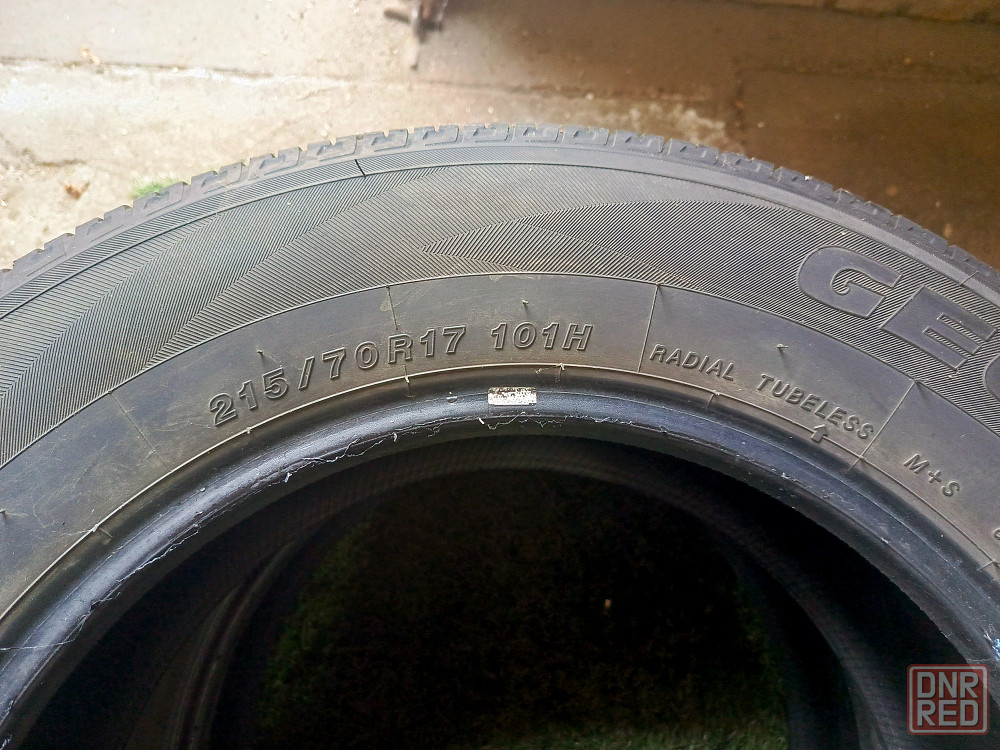 215/70R17 101H
RADIAL TUBELESS
M+S
DNR
RED